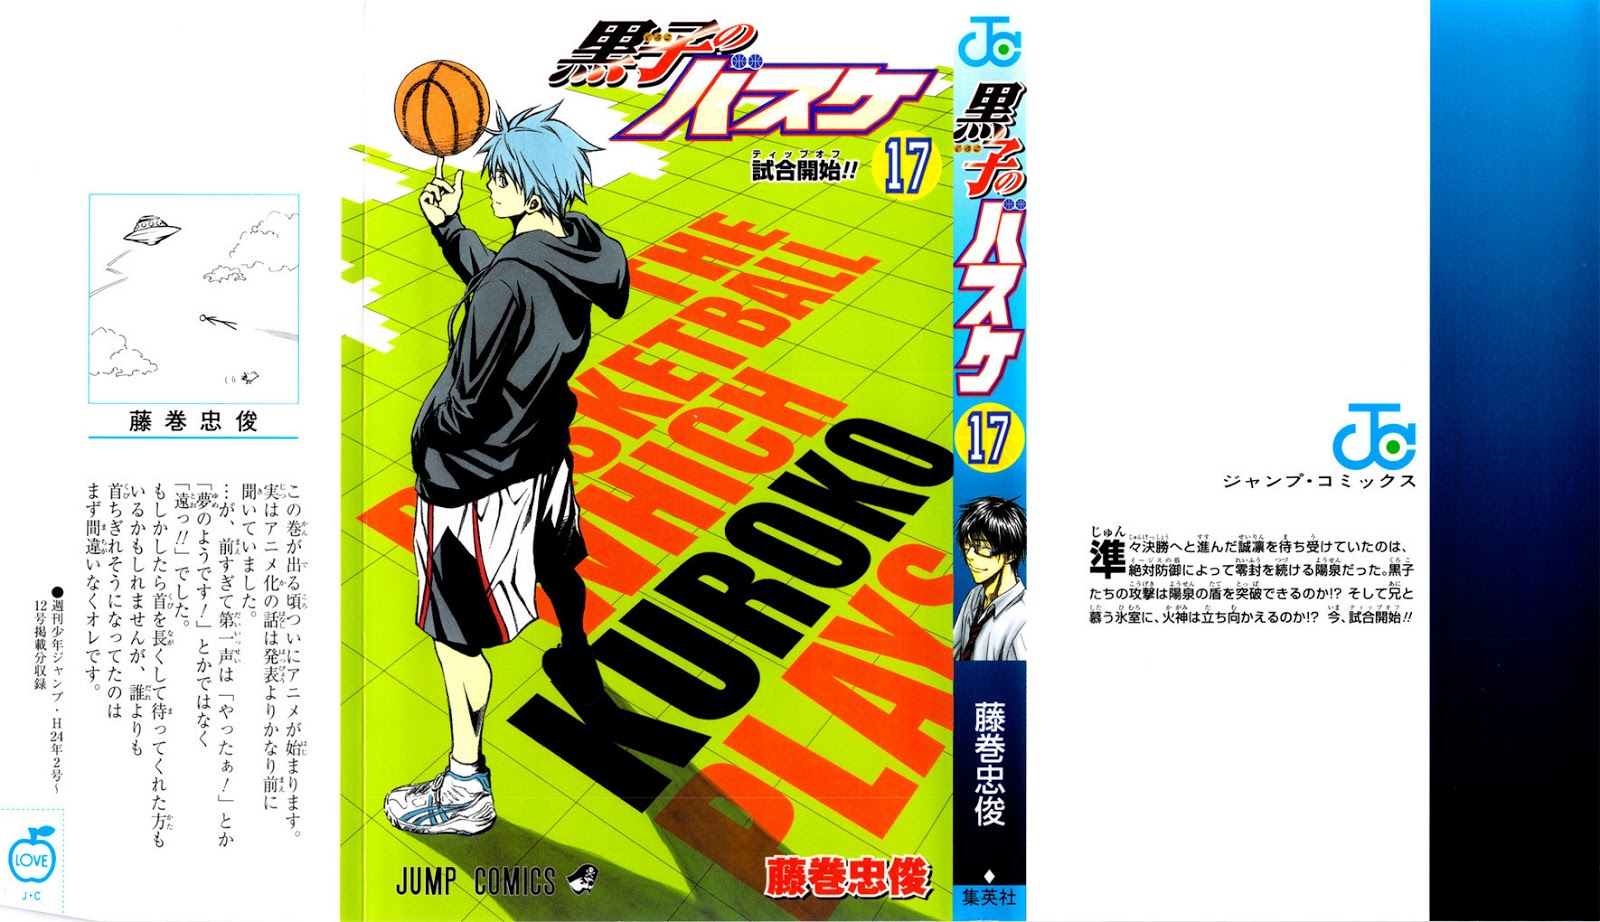 藤巻忠俊
この巻が出る頃ついにアニメが始まります。
実はアニメ化の話は発表よりかなり前に
聞いていました。
…が、前すぎて第一声は「やったぁ！」とか
「夢のようです！」とかではなく
「遠っ!!」でした。
もしかしたら首を長くして待ってくれた方も
いるかもしれませんが、誰よりも
首ちぎれそうになってたのは
まず間違いなくオレです。
●週刊少年ジャンプ・H24年2号～
12号掲載分収録
LOVE
J・C
黒子の
くろこ
バスケ
ティップオフ
試合開始!!
17
THE
BASKETBALL
WHICH
KUROKO
PLAYS
JUMP COMICS
藤巻忠俊
JC
黒子の
くろこ
バスケ
17
藤巻忠俊
集英社
JC
ジャンプ・コミックス
準々決勝へと進んだ誠凛を待ち受けていたのは、
絶対防御によって零封を続ける陽泉だった。黒子
たちの攻撃は陽泉の盾を突破できるのか!? そして兄と
慕う氷室に、火神は立ち向かえるのか!? 今、試合開始!!